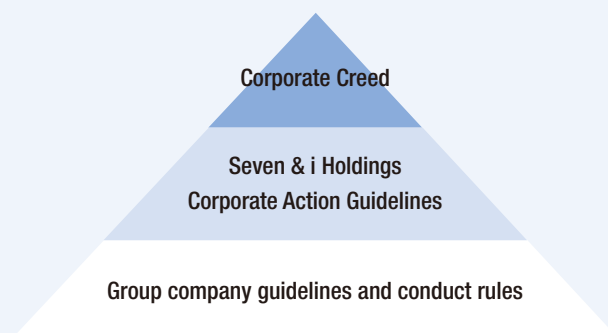 Corporate Creed
Seven & i Holdings
Corporate Action Guidelines
Group company guidelines and conduct rules